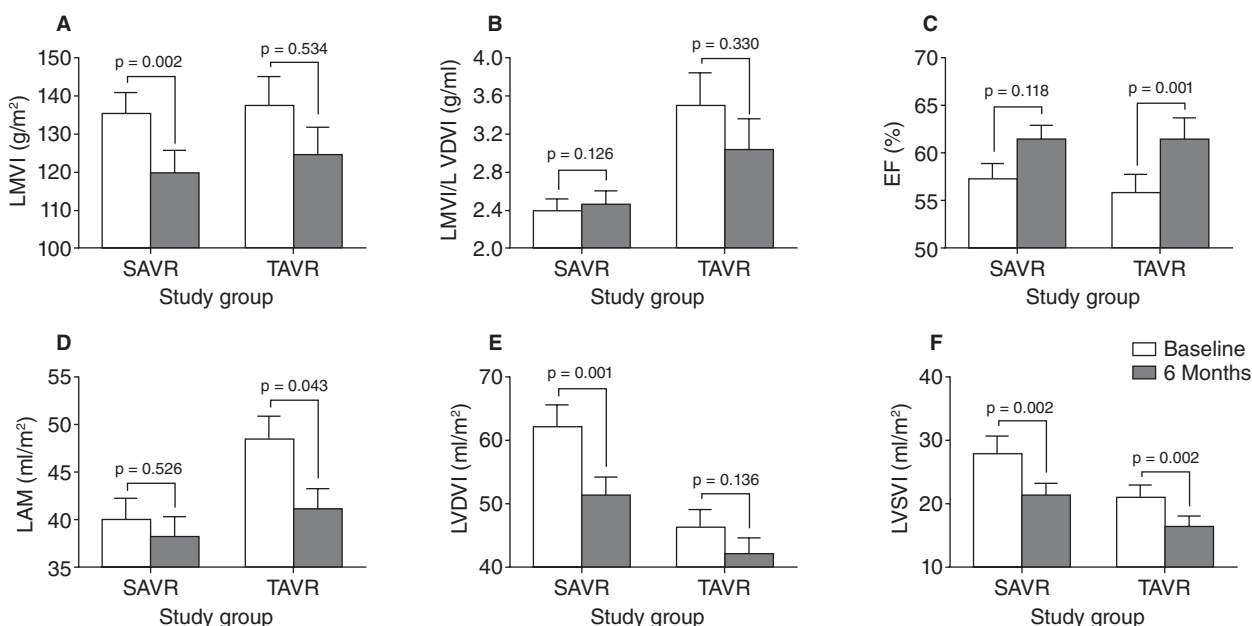 A
LMVI (g/m²)
150
140
130
120
110
100
p = 0.002
p = 0.534
SAVR
TAVR
Study group
B
LMVI/L VDVI (g/ml)
4.0
3.6
3.2
2.8
2.4
2.0
p = 0.126
p = 0.330
SAVR
TAVR
Study group
C
EF (%)
70
65
60
55
50
p = 0.118
p = 0.001
SAVR
TAVR
Study group
D
LAM (ml/m²)
55
50
45
40
35
p = 0.526
p = 0.043
SAVR
TAVR
Study group
E
LVDVI (ml/m²)
70
60
50
40
p = 0.001
p = 0.136
SAVR
TAVR
Study group
F
Baseline
6 Months
LVSVI (ml/m²)
40
30
20
10
p = 0.002
p = 0.002
SAVR
TAVR
Study group